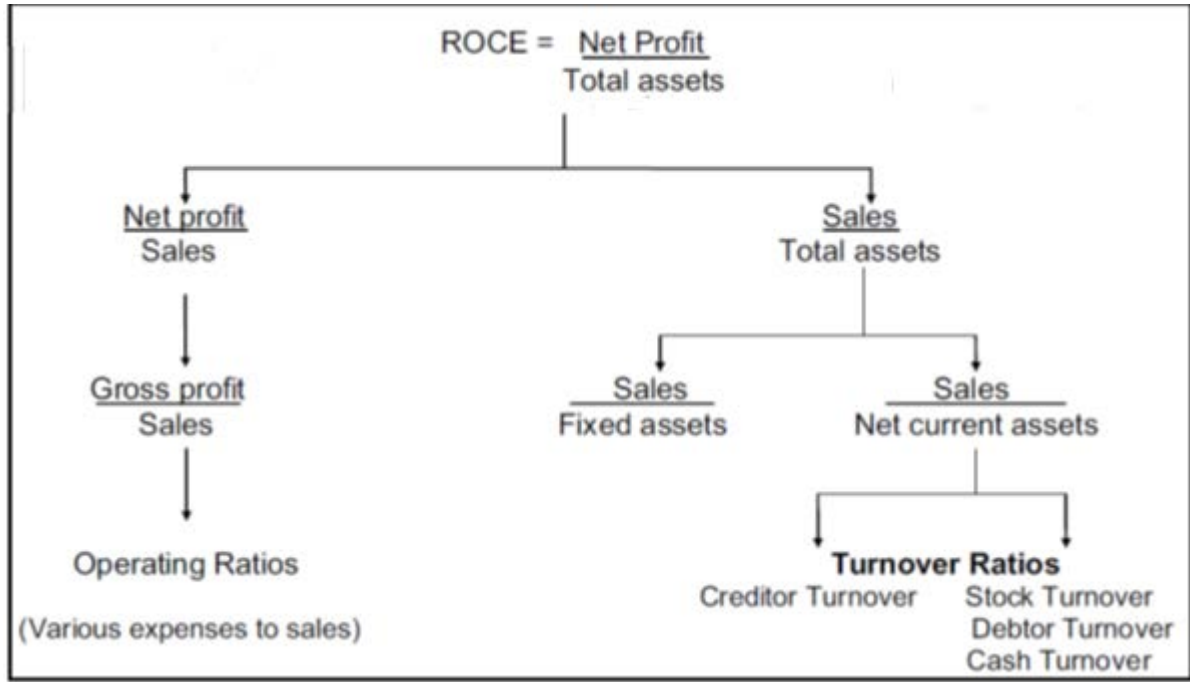 ROCE = Net Profit
Total assets
Net profit
Sales
Sales
Total assets
Gross profit
Sales
Sales
Fixed assets
Sales
Net current assets
Operating Ratios
(Various expenses to sales)
Turnover Ratios
Creditor Turnover
Stock Turnover
Debtor Turnover
Cash Turnover